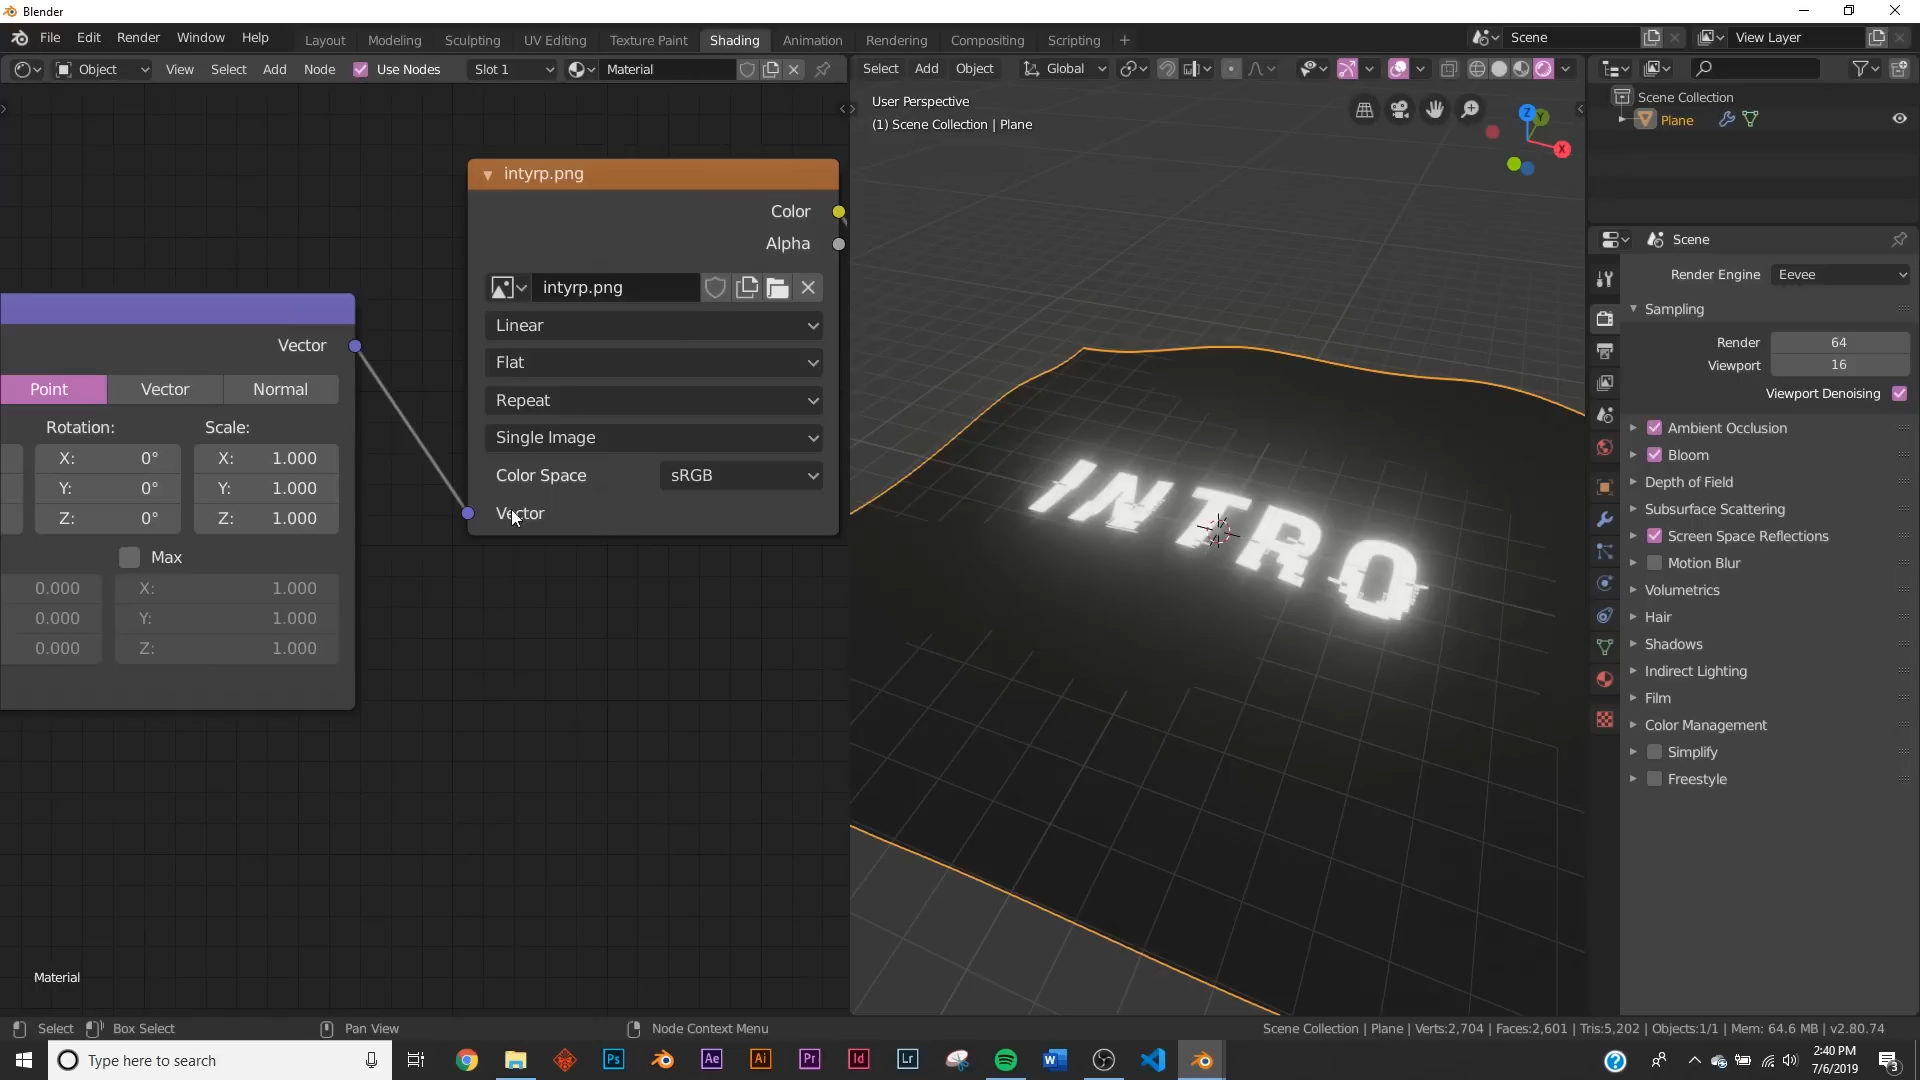 Blender
File Edit Render Window Help Layout Modeling Sculpting UV Editing Texture Paint Shading Animation Rendering Compositing Scripting + Scene View Layer
Object View Select Add Node Use Nodes Slot 1 Material Select Add Object Global
User Perspective
(1) Scene Collection | Plane
Scene Collection
Plane
Z Y X
intyrp.png
Color
Alpha
intyrp.png
Linear
Flat
Repeat
Single Image
Color Space sRGB
Vector
Vector
Point Vector Normal
Rotation: Scale:
X: 0° X: 1.000
Y: 0° Y: 1.000
Z: 0° Z: 1.000
Max
0.000 X: 1.000
0.000 Y: 1.000
0.000 Z: 1.000
Material
INTRO
Scene
Render Engine Eevee
Sampling
Render 64
Viewport 16
Viewport Denoising
Ambient Occlusion
Bloom
Depth of Field
Subsurface Scattering
Screen Space Reflections
Motion Blur
Volumetrics
Hair
Shadows
Indirect Lighting
Film
Color Management
Simplify
Freestyle
Select Box Select Pan View Node Context Menu Scene Collection | Plane | Verts:2,704 | Faces:2,601 | Tris:5,202 | Objects:1/1 | Mem: 64.6 MB | v2.80.74
Type here to search Ps Ae Ai Pr Id Lr W 2:40 PM
7/6/2019 3